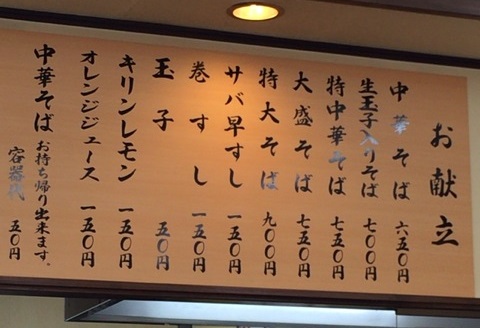 お献立
中華そば 六五〇円
生玉子入りそば 七〇〇円
特中華そば 七五〇円
大盛そば 七五〇円
特大そば 九〇〇円
サバ早すし 一五〇円
巻すし 一五〇円
玉子 五〇円
キリンレモン 一五〇円
オレンジジュース 一五〇円
中華そばお持ち帰り出来ます。
容器代 五〇円